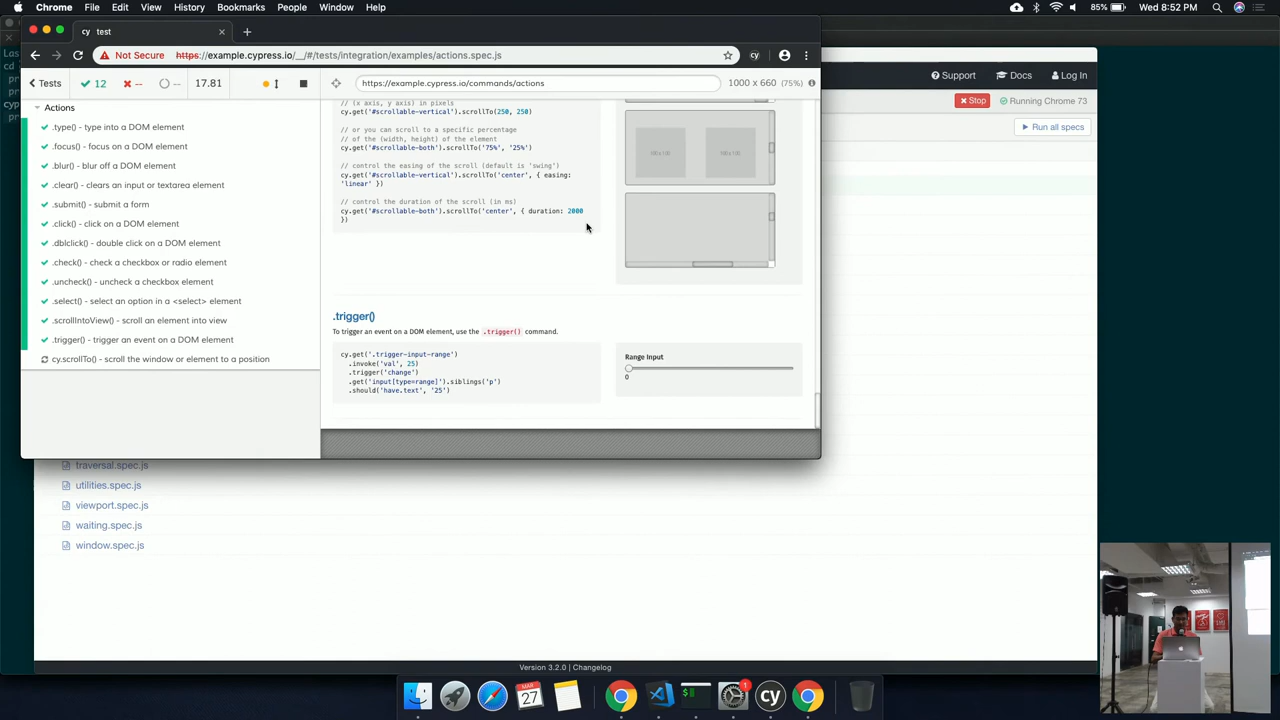 Chrome File Edit View History Bookmarks People Window Help
85% Wed 8:52 PM
cy test
Not Secure https://example.cypress.io/__/#/tests/integration/examples/actions.spec.js
cy
Tests 12 -- -- 17.81
https://example.cypress.io/commands/actions 1000 x 660 (75%)
Support Docs Log In
Stop Running Chrome 73
Run all specs
Actions
.type() - type into a DOM element
.focus() - focus on a DOM element
.blur() - blur off a DOM element
.clear() - clears an input or textarea element
.submit() - submit a form
.click() - click on a DOM element
.dblclick() - double click on a DOM element
.check() - check a checkbox or radio element
.uncheck() - uncheck a checkbox element
.select() - select an option in a <select> element
.scrollIntoView() - scroll an element into view
.trigger() - trigger an event on a DOM element
cy.scrollTo() - scroll the window or element to a position
// (x axis, y axis) in pixels
cy.get('#scrollable-vertical').scrollTo(250, 250)
// or you can scroll to a specific percentage
// of the (width, height) of the element
cy.get('#scrollable-both').scrollTo('75%', '25%')
// control the easing of the scroll (default is 'swing')
cy.get('#scrollable-vertical').scrollTo('center', { easing:
'linear' })
// control the duration of the scroll (in ms)
cy.get('#scrollable-both').scrollTo('center', { duration: 2000
})
.trigger()
To trigger an event on a DOM element, use the .trigger() command.
cy.get('.trigger-input-range')
.invoke('val', 25)
.trigger('change')
.get('input[type=range]').siblings('p')
.should('have.text', '25')
Range Input
0
traversal.spec.js
utilities.spec.js
viewport.spec.js
waiting.spec.js
window.spec.js
Version 3.2.0 | Changelog
MAR
27
cy
1